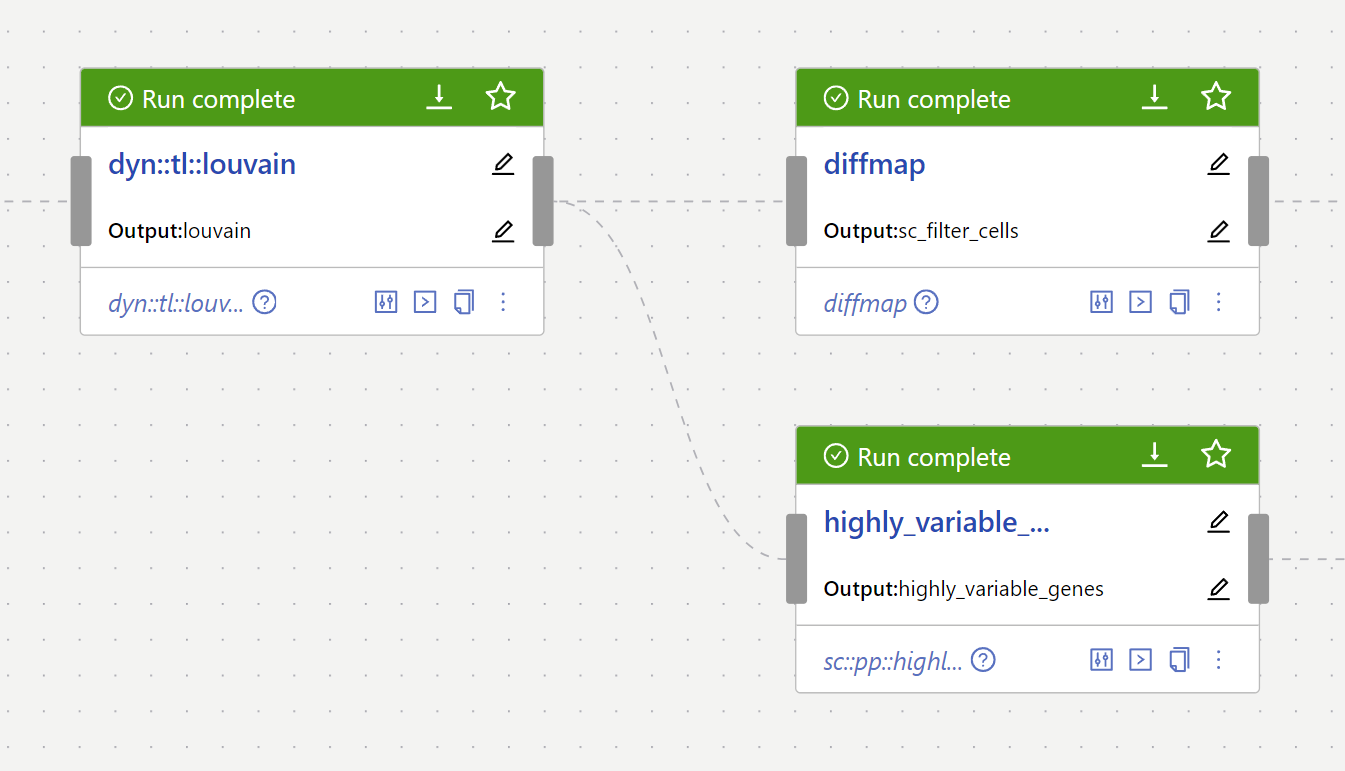 Run complete
dyn::tl::louvain
Output:louvain
dyn::tl::louv...
Run complete
diffmap
Output:sc_filter_cells
diffmap
Run complete
highly_variable_...
Output:highly_variable_genes
sc::pp::highl...